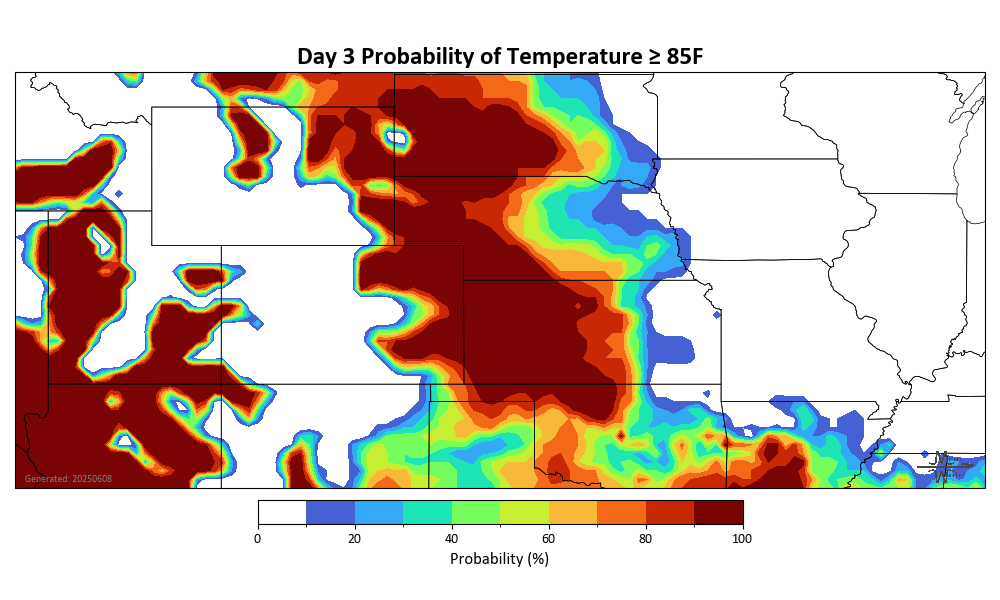 Day 3 Probability of Temperature ≥ 85F
Generated: 20250608
0 20 40 60 80 100
Probability (%)